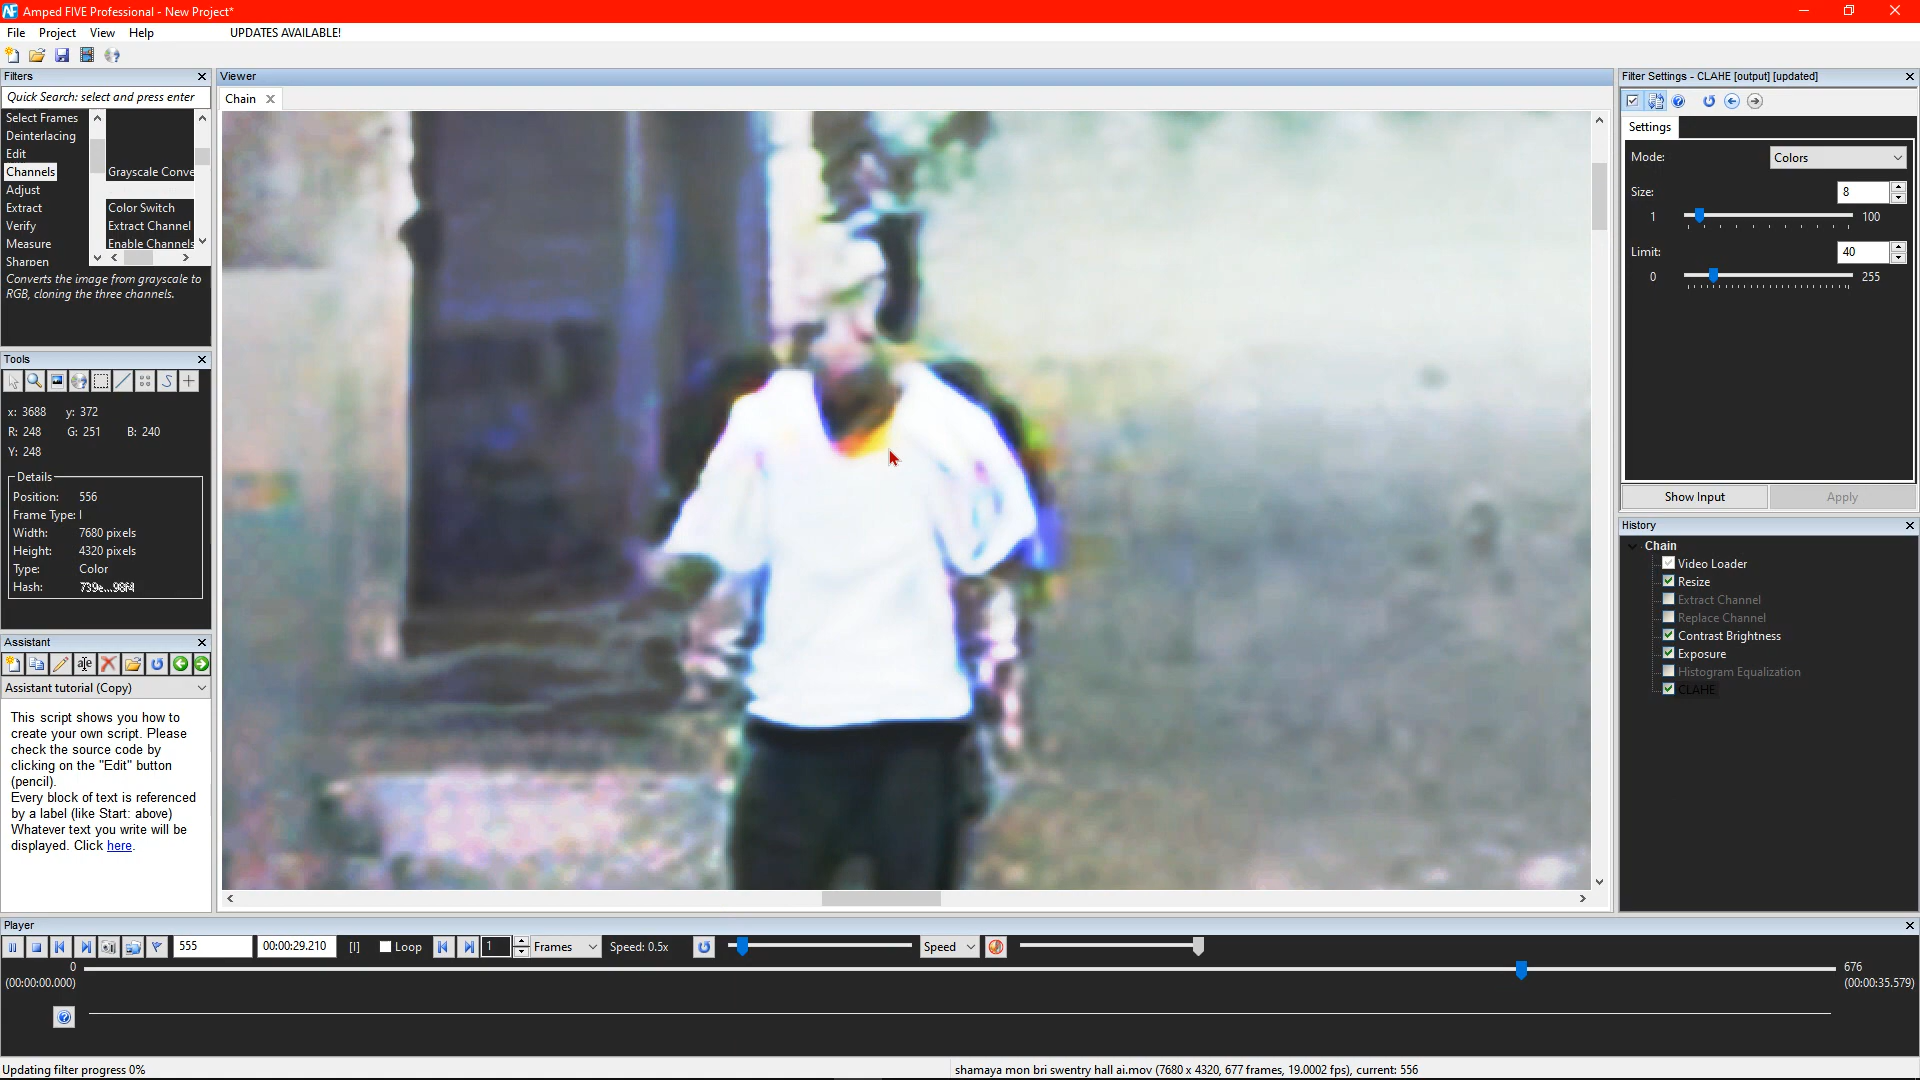 Amped FIVE Professional - New Project*
File Project View Help UPDATES AVAILABLE!
Filters
Quick Search: select and press enter
Select Frames
Deinterlacing
Edit
Channels
Adjust
Extract
Verify
Measure
Sharpen
Grayscale Conve
Color Switch
Extract Channel
Enable Channels
Converts the image from grayscale to
RGB, cloning the three channels.
Tools
x: 3688 y: 372
R: 248 G: 251 B: 240
Y: 248
Details
Position: 556
Frame Type: I
Width: 7680 pixels
Height: 4320 pixels
Type: Color
Hash: 739e...98f4
Assistant
Assistant tutorial (Copy)
This script shows you how to
create your own script. Please
check the source code by
clicking on the "Edit" button
(pencil).
Every block of text is referenced
by a label (like Start: above)
Whatever text you write will be
displayed. Click here.
Viewer
Chain
Filter Settings - CLAHE [output] [updated]
Settings
Mode: Colors
Size: 8
1 100
Limit: 40
0 255
Show Input Apply
History
Chain
Video Loader
Resize
Extract Channel
Replace Channel
Contrast Brightness
Exposure
Histogram Equalization
CLAHE
Player
555 00:00:29.210 [I] Loop 1 Frames Speed: 0.5x Speed
0 676
(00:00:00.000) (00:00:35.579)
Updating filter progress 0% shamaya mon bri swentry hall ai.mov (7680 x 4320, 677 frames, 19.0002 fps), current: 556